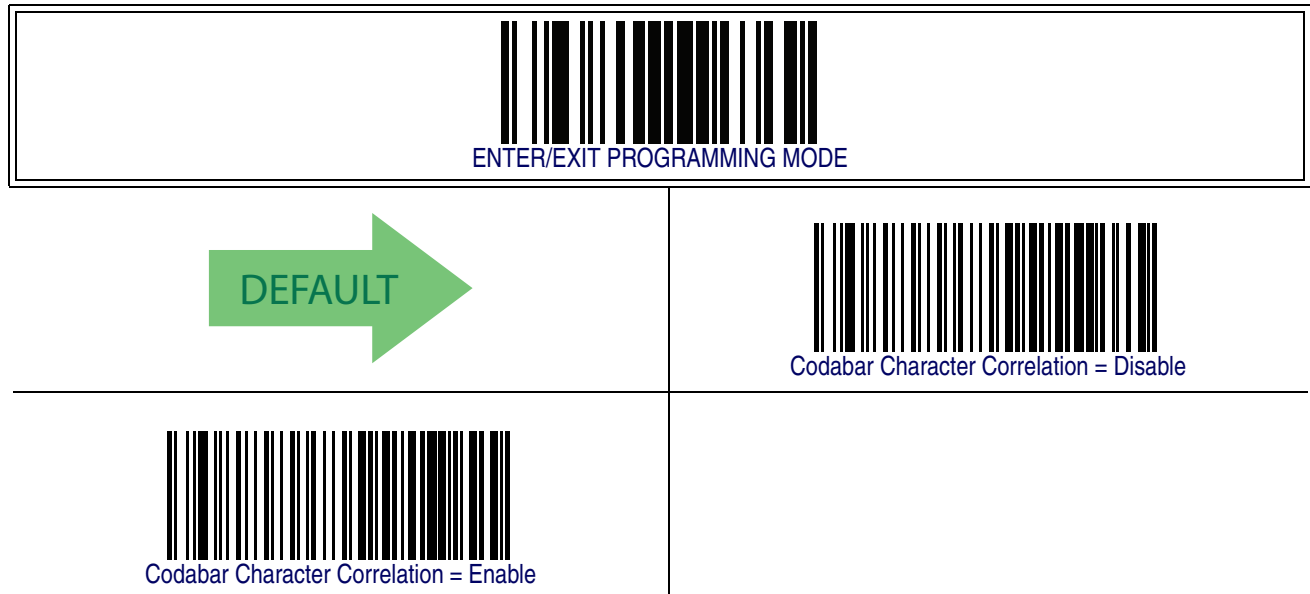 ENTER/EXIT PROGRAMMING MODE
DEFAULT
Codabar Character Correlation = Disable
Codabar Character Correlation = Enable